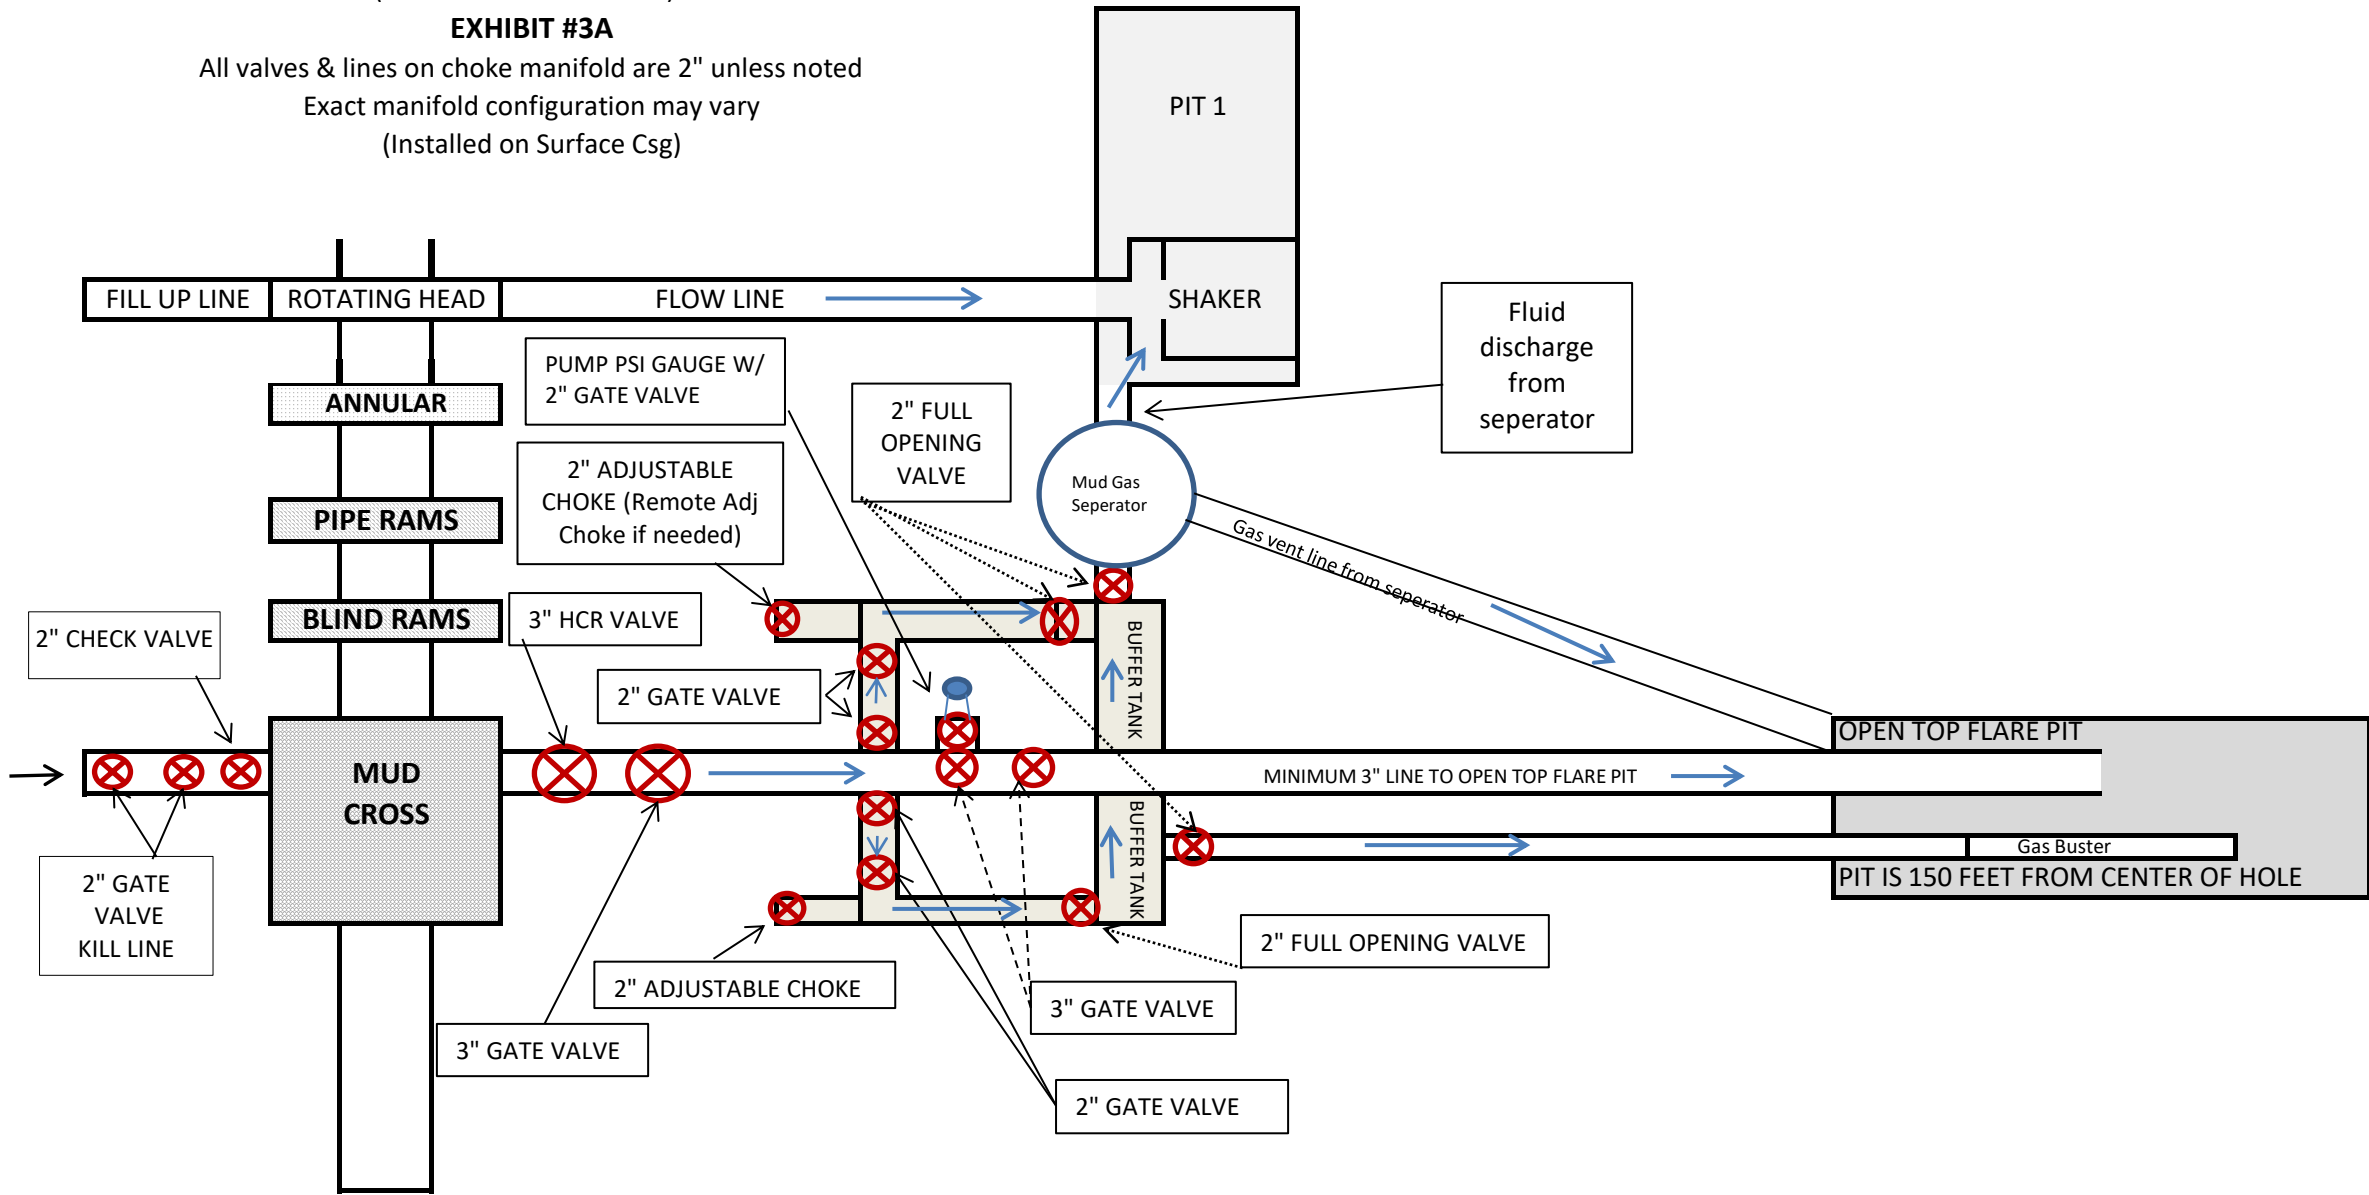 EXHIBIT #3A
All valves & lines on choke manifold are 2" unless noted
Exact manifold configuration may vary
(Installed on Surface Csg)
PIT 1
FILL UP LINE
ROTATING HEAD
FLOW LINE
SHAKER
Fluid
discharge
from
seperator
PUMP PSI GAUGE W/
2" GATE VALVE
ANNULAR
2" FULL
OPENING
VALVE
2" ADJUSTABLE
CHOKE (Remote Adj
Choke if needed)
Mud Gas
Seperator
PIPE RAMS
Gas vent line from seperator
BLIND RAMS
3" HCR VALVE
2" CHECK VALVE
BUFFER TANK
2" GATE VALVE
OPEN TOP FLARE PIT
MUD
CROSS
MINIMUM 3" LINE TO OPEN TOP FLARE PIT
BUFFER TANK
Gas Buster
PIT IS 150 FEET FROM CENTER OF HOLE
2" GATE
VALVE
KILL LINE
2" FULL OPENING VALVE
2" ADJUSTABLE CHOKE
3" GATE VALVE
3" GATE VALVE
2" GATE VALVE